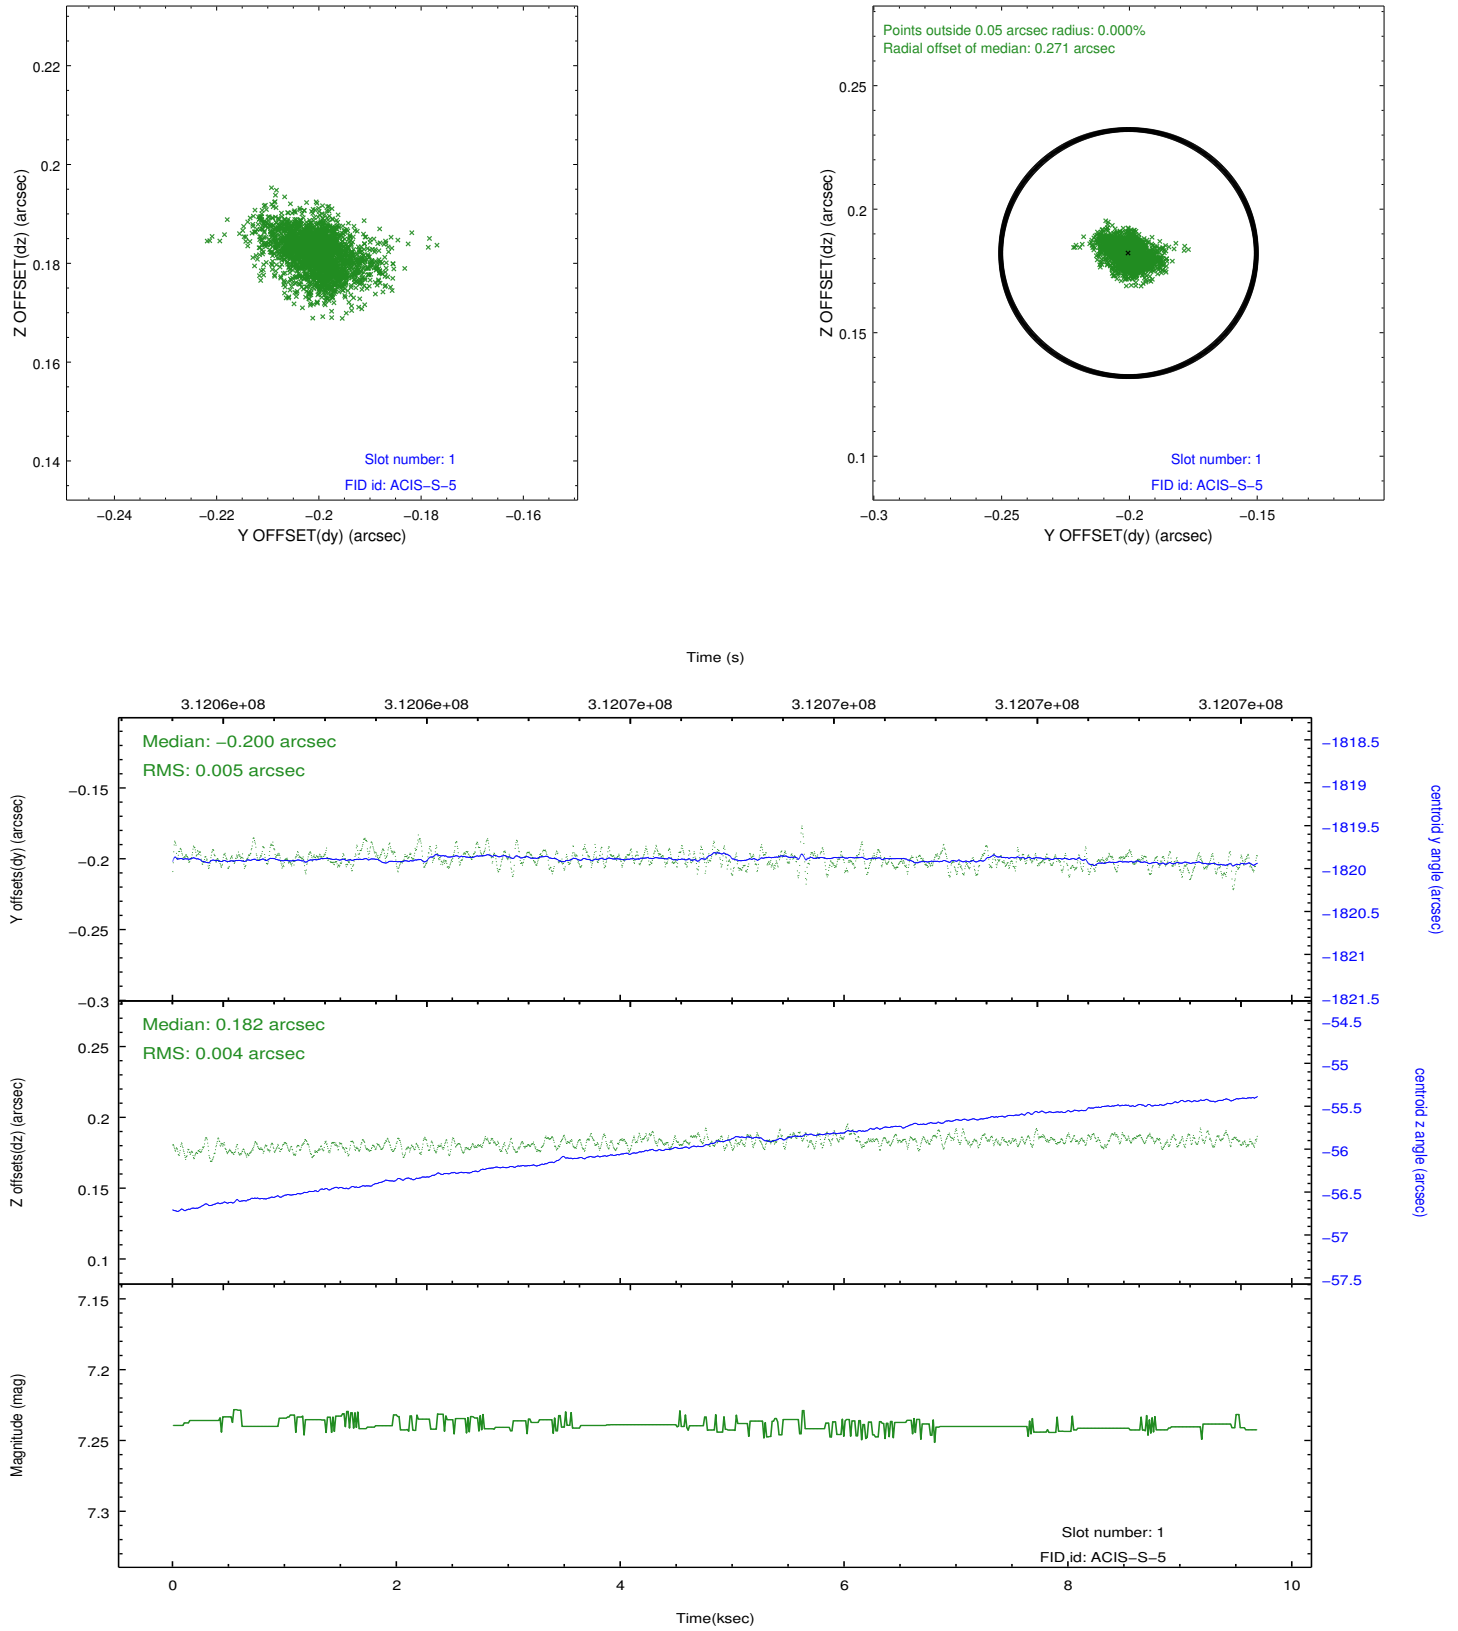 0.22
0.2
0.18
0.16
0.14
Z OFFSET(dz) (arcsec)
Slot number: 1
FID id: ACIS−S−5
−0.24
−0.22
−0.2
−0.18
−0.16
Y OFFSET(dy) (arcsec)
Points outside 0.05 arcsec radius: 0.000%
Radial offset of median: 0.271 arcsec
0.25
0.2
0.15
0.1
Z OFFSET(dz) (arcsec)
Slot number: 1
FID id: ACIS−S−5
−0.3
−0.25
−0.2
−0.15
Y OFFSET(dy) (arcsec)
Time (s)
3.1206e+08
3.1206e+08
3.1207e+08
3.1207e+08
3.1207e+08
3.1207e+08
Median: −0.200 arcsec
RMS: 0.005 arcsec
−0.15
−0.2
−0.25
−0.3
Y offsets(dy) (arcsec)
−1818.5
−1819
−1819.5
−1820
−1820.5
−1821
−1821.5
centroid y angle (arcsec)
Median: 0.182 arcsec
RMS: 0.004 arcsec
0.25
0.2
0.15
0.1
Z offsets(dz) (arcsec)
−54.5
−55
−55.5
−56
−56.5
−57
−57.5
centroid z angle (arcsec)
7.15
7.2
7.25
7.3
Magnitude (mag)
Slot number: 1
FID id: ACIS−S−5
0
2
4
6
8
10
Time(ksec)